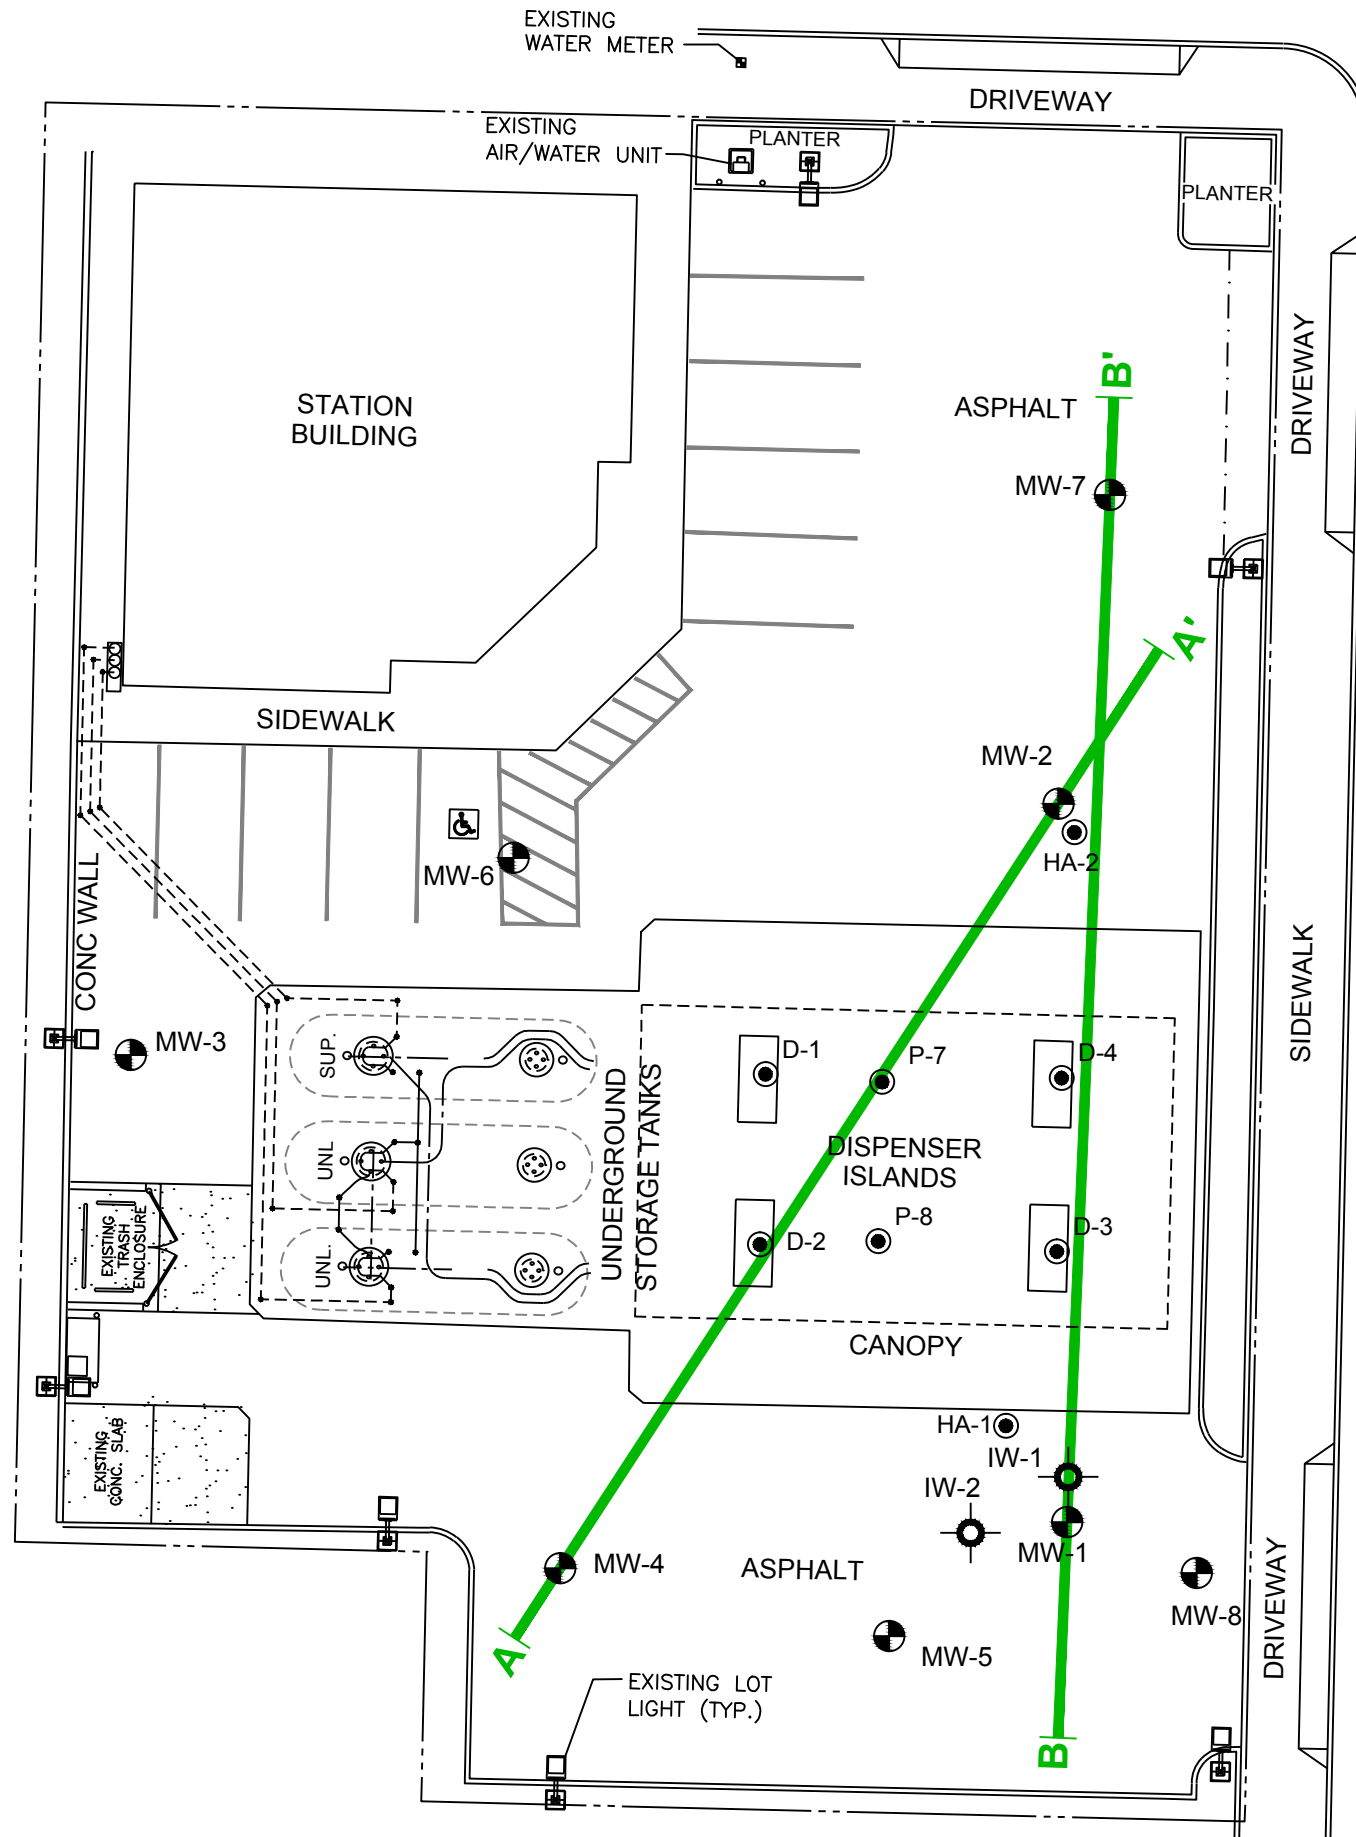 EXISTING
WATER METER
DRIVEWAY
EXISTING
AIR/WATER UNIT
PLANTER
PLANTER
STATION
BUILDING
ASPHALT
B'
DRIVEWAY
MW-7
A'
SIDEWALK
MW-2
HA-2
MW-6
CONC WALL
SIDEWALK
MW-3
SUP.
UNL
UNL.
UNDERGROUND
STORAGE TANKS
D-1
P-7
D-4
DISPENSER
ISLANDS
D-2
P-8
D-3
EXISTING
TRASH
ENCLOSURE
CANOPY
EXISTING
CONC. SLAB
HA-1
IW-1
IW-2
MW-1
MW-4
ASPHALT
MW-8
MW-5
DRIVEWAY
A
EXISTING LOT
LIGHT (TYP.)
B